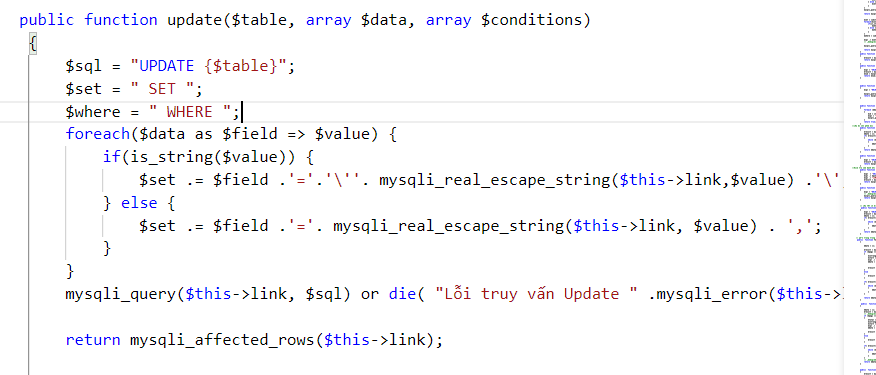 public function update($table, array $data, array $conditions)
{
$sql = "UPDATE {$table}";
$set = " SET ";
$where = " WHERE ";
foreach($data as $field => $value) {
if(is_string($value)) {
$set .= $field .'='.'\''. mysqli_real_escape_string($this->link,$value) .'\'
} else {
$set .= $field .'='. mysqli_real_escape_string($this->link, $value) . ',';
}
}
mysqli_query($this->link, $sql) or die( "Lỗi truy vấn Update " .mysqli_error($this->
return mysqli_affected_rows($this->link);